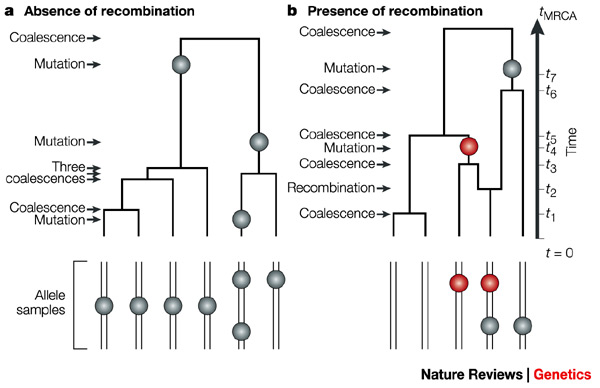 a Absence of recombination
Coalescence
Mutation
Mutation
Three
coalescences
Coalescence
Mutation
Allele
samples
b Presence of recombination
tMRCA
Coalescence
Mutation
Coalescence
Coalescence
Mutation
Coalescence
Recombination
Coalescence
t7
t6
t5
t4
t3
t2
t1
Time
t = 0
Nature Reviews | Genetics